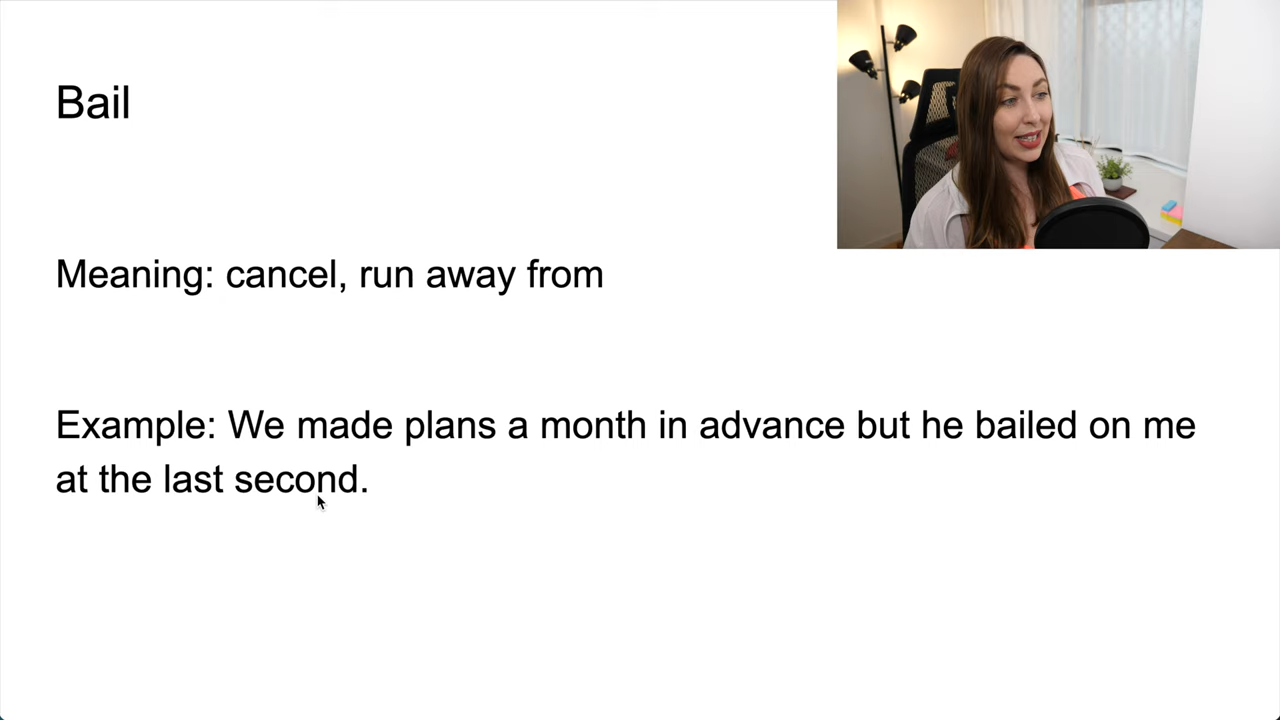 Bail
Meaning: cancel, run away from
Example: We made plans a month in advance but he bailed on me
at the last second.